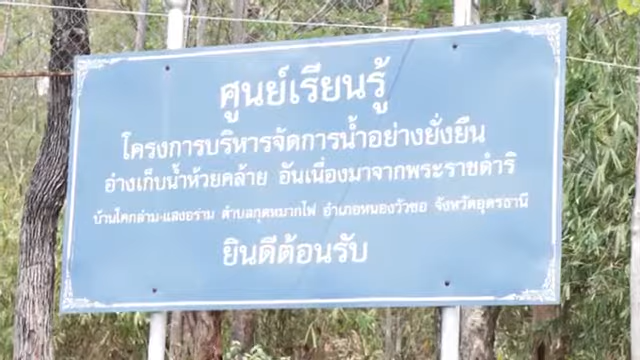 ศูนย์เรียนรู้
โครงการบริหารจัดการน้ำอย่างยั่งยืน
อ่างเก็บน้ำห้วยคล้าย อันเนื่องมาจากพระราชดำริ
บ้านโคกล่าม-แสงอร่าม ตำบลกุดหมากไฟ อำเภอหนองวัวซอ จังหวัดอุดรธานี
ยินดีต้อนรับ